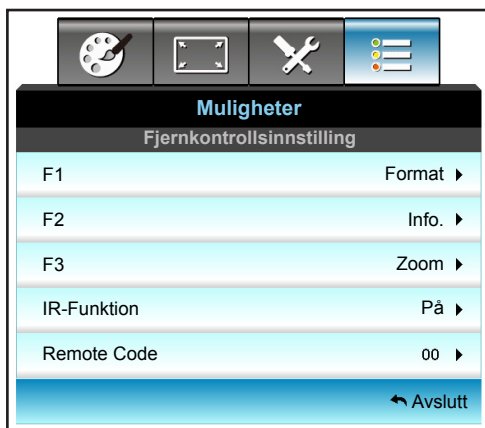 Muligheter
Fjernkontrollsinnstilling
F1 Format
F2 Info.
F3 Zoom
IR-Funktion På
Remote Code 00
Avslutt